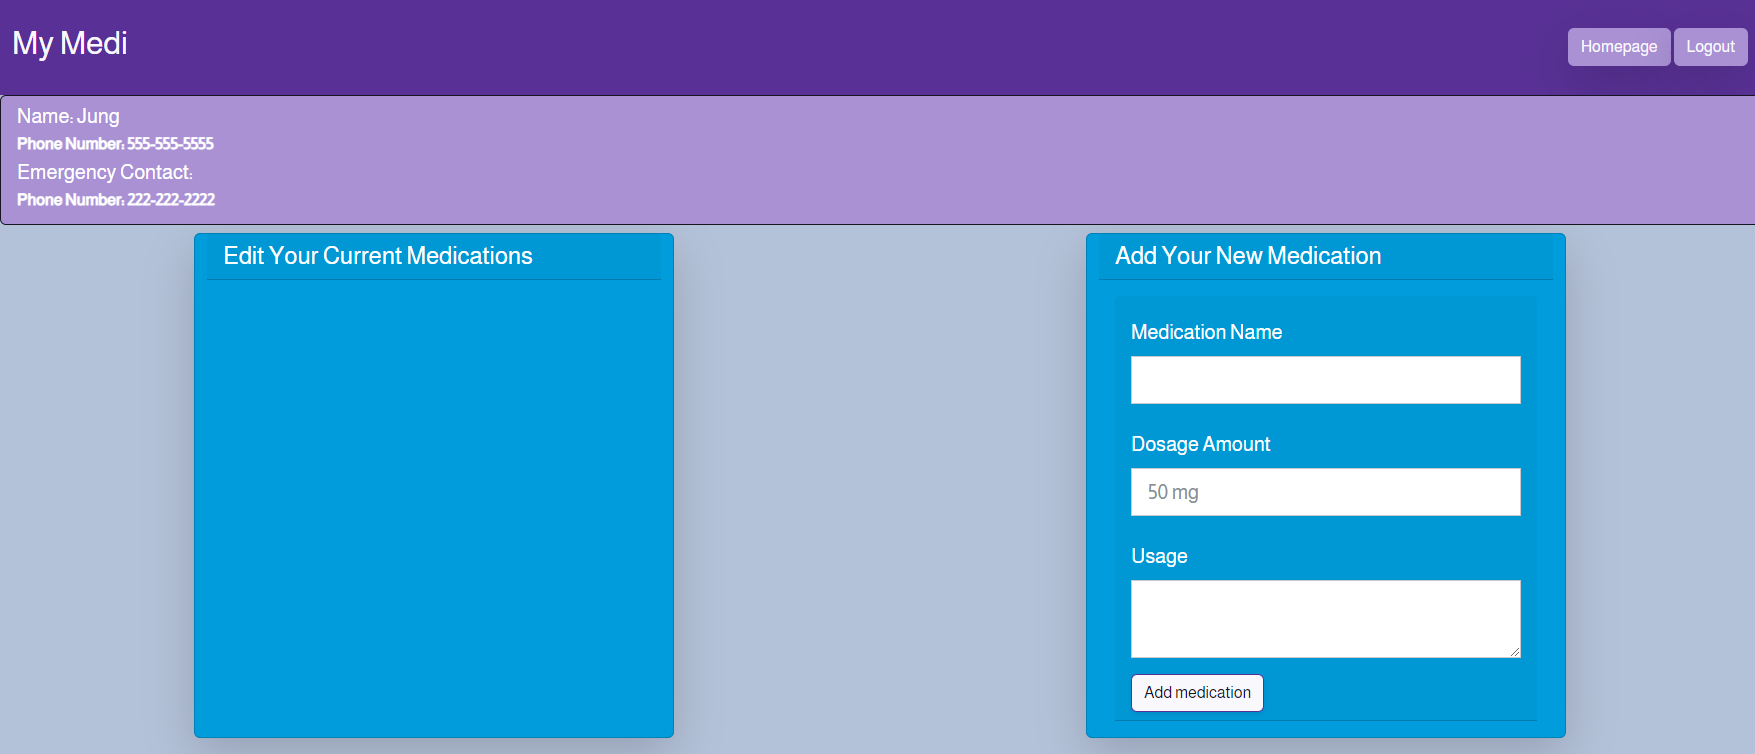 My Medi
Homepage
Logout
Name: Jung
Phone Number: 555-555-5555
Emergency Contact:
Phone Number: 222-222-2222
Edit Your Current Medications
Add Your New Medication
Medication Name
Dosage Amount
50 mg
Usage
Add medication